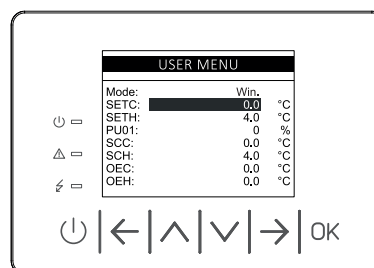 USER MENU
Mode: Win.
SETC: 0.0 °C
SETH: 4.0 °C
PU01: 0 %
SCC: 0.0 °C
SCH: 4.0 °C
OEC: 0.0 °C
OEH: 0.0 °C
OK